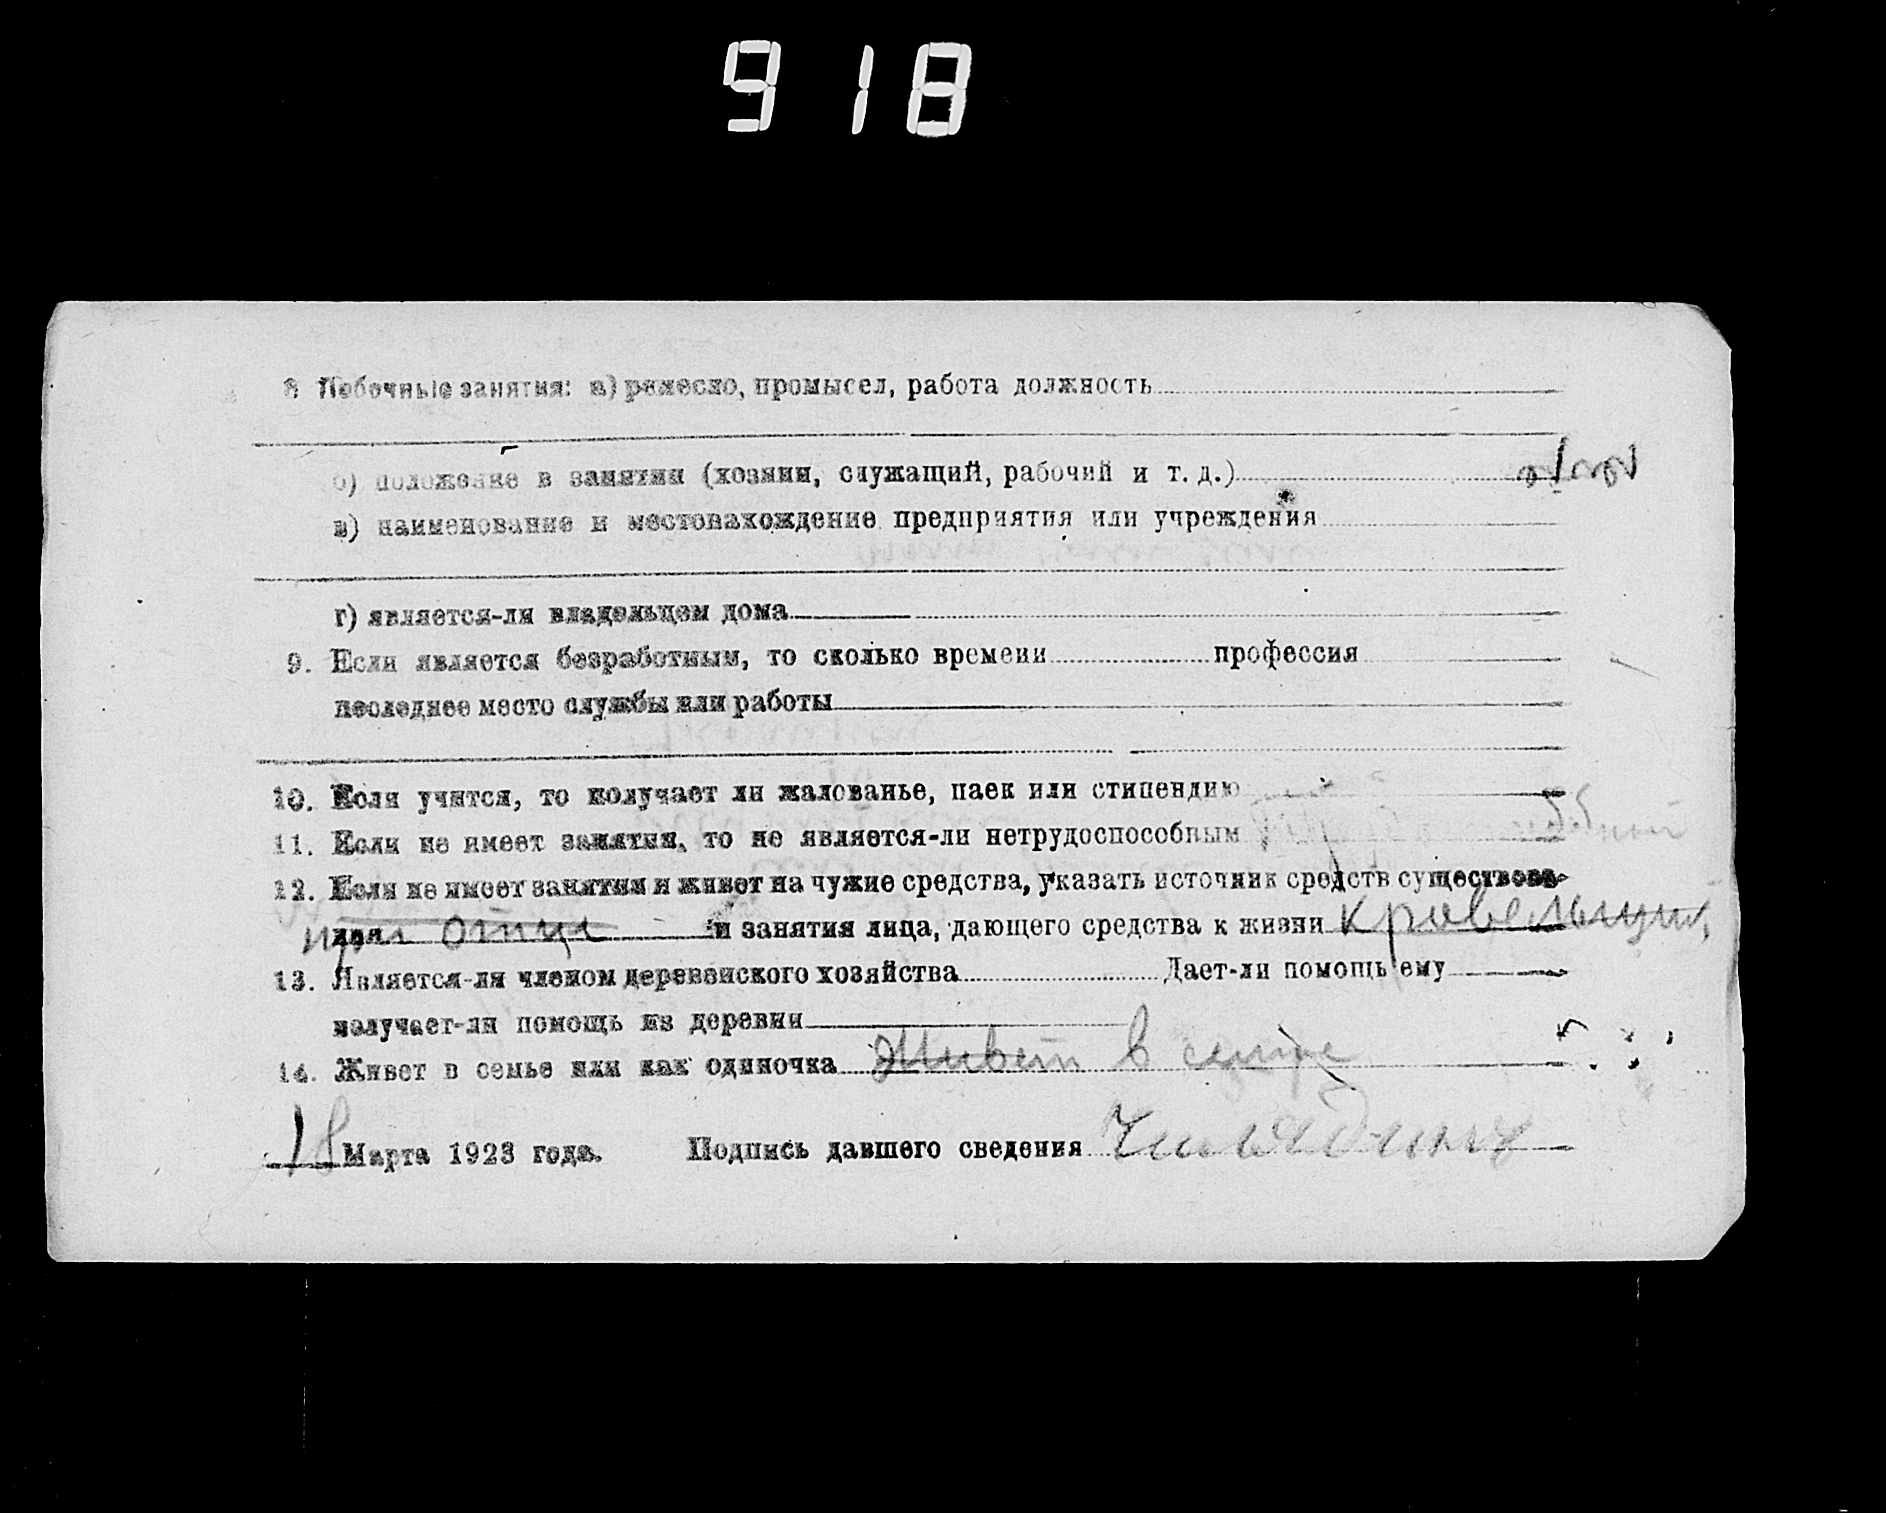 918
8 Побочные занятия: а) ремесло, промысел, работа должность
б) положение в занятии (хозяин, служащий, рабочий и т. д.)
в) наименование и местонахождение предприятия или учреждения
г) является-ли владельцем дома
9. Если является безработным, то сколько времени профессия
последнее место службы или работы
10. Если учится, то получает ли жалованье, паек или стипендию
11. Если не имеет занятия, то не является-ли нетрудоспособным
12. Если не имеет занятия и живет на чужие средства, указать источник средств существова-
ния при отце и занятия лица, дающего средства к жизни кровельщик
13. Является-ли членом деревенского хозяйства Дает-ли помощь ему
получает-ли помощь из деревни
14. Живет в семье или как одиночка Живет в семье
18 Марта 1923 года. Подпись давшего сведения